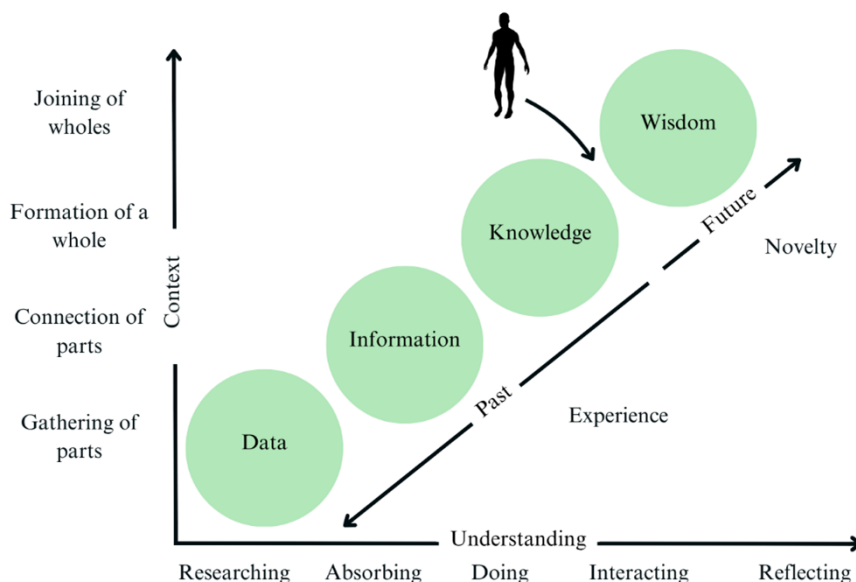 Joining of
wholes
Wisdom
Formation of a
whole
Knowledge
Future
Novelty
Context
Connection of
parts
Information
Past
Experience
Gathering of
parts
Data
Understanding
Researching
Absorbing
Doing
Interacting
Reflecting